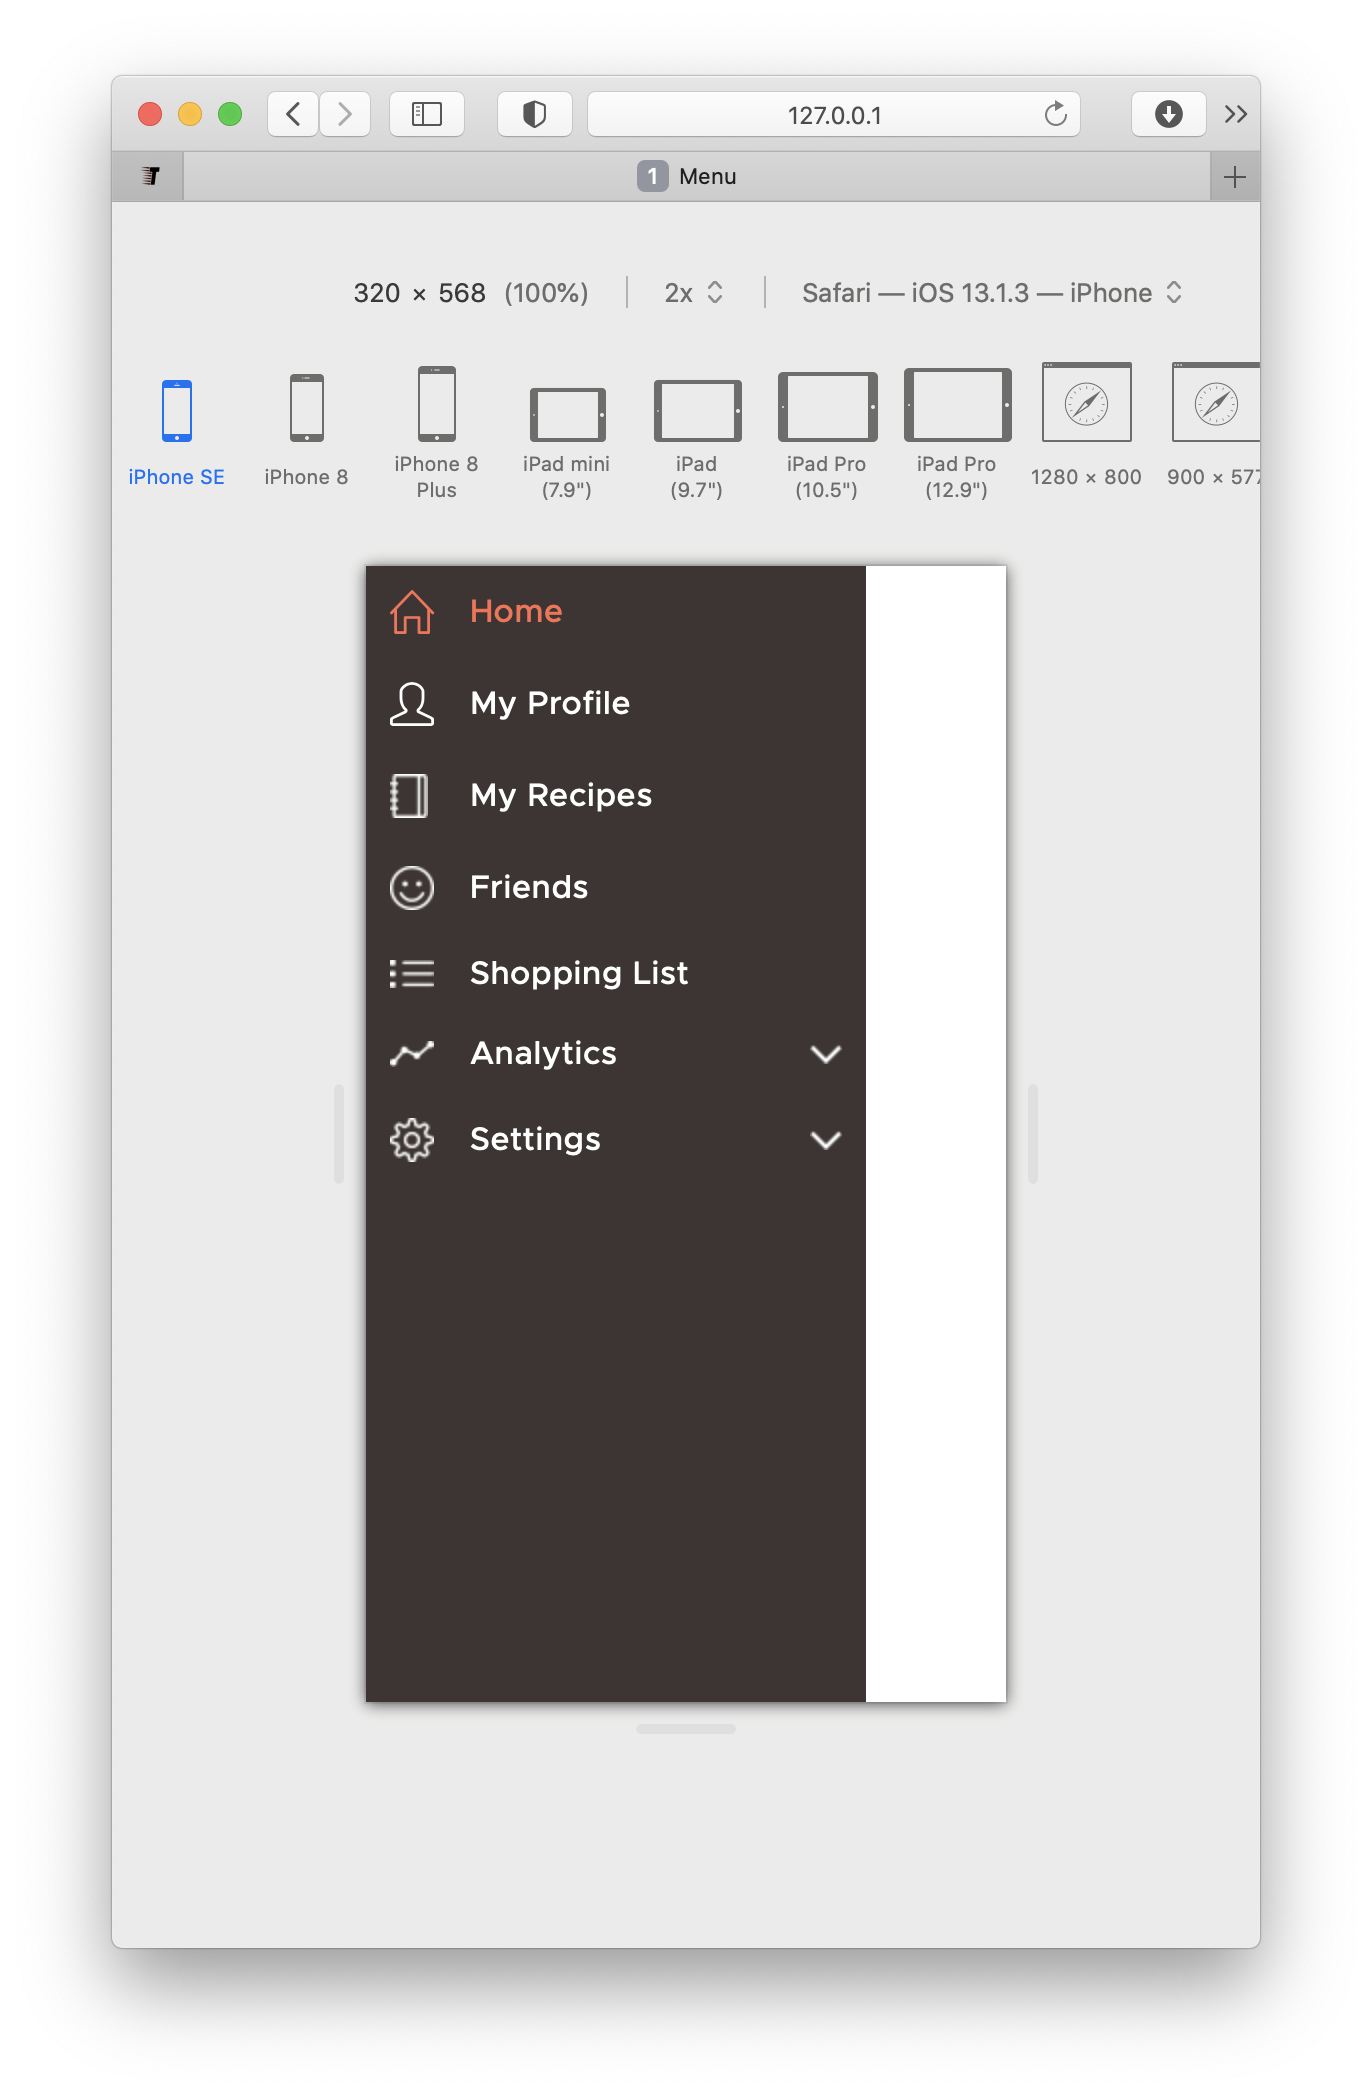 127.0.0.1
T
1 Menu
320 × 568 (100%) 2x Safari — iOS 13.1.3 — iPhone
iPhone SE
iPhone 8
iPhone 8
Plus
iPad mini
(7.9")
iPad
(9.7")
iPad Pro
(10.5")
iPad Pro
(12.9")
1280 × 800
900 × 577
Home
My Profile
My Recipes
Friends
Shopping List
Analytics
Settings